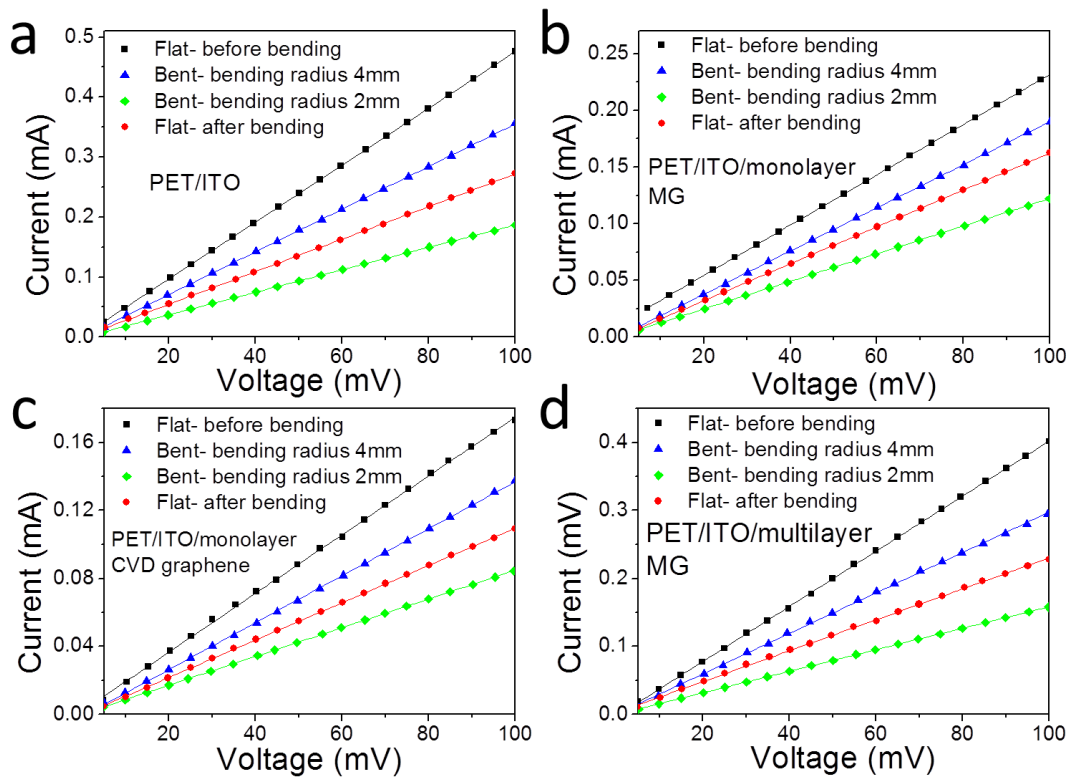 a
0.5
0.4
0.3
0.2
0.1
0.0
Current (mA)
Flat- before bending
Bent- bending radius 4mm
Bent- bending radius 2mm
Flat- after bending
PET/ITO
20 40 60 80 100
Voltage (mV)
b
0.25
0.20
0.15
0.10
0.05
0.00
Current (mA)
Flat- before bending
Bent- bending radius 4mm
Bent- bending radius 2mm
Flat- after bending
PET/ITO/monolayer
MG
20 40 60 80 100
Voltage (mV)
c
0.16
0.12
0.08
0.04
0.00
Current (mA)
Flat- before bending
Bent- bending radius 4mm
Bent- bending radius 2mm
Flat- after bending
PET/ITO/monolayer
CVD graphene
20 40 60 80 100
Voltage (mV)
d
0.4
0.3
0.2
0.1
0.0
Current (mV)
Flat- before bending
Bent- bending radius 4mm
Bent- bending radius 2mm
Flat- after bending
PET/ITO/multilayer
MG
20 40 60 80 100
Voltage (mV)